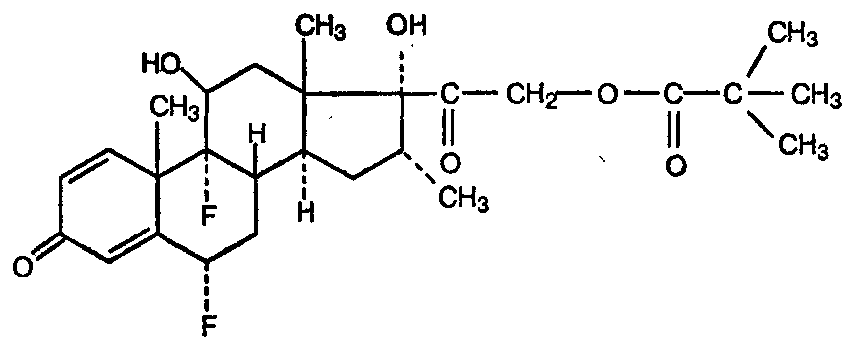 CH3 OH CH3
HO
CH3 C CH2 O C C CH3
H O O CH3
F H CH3
O
F